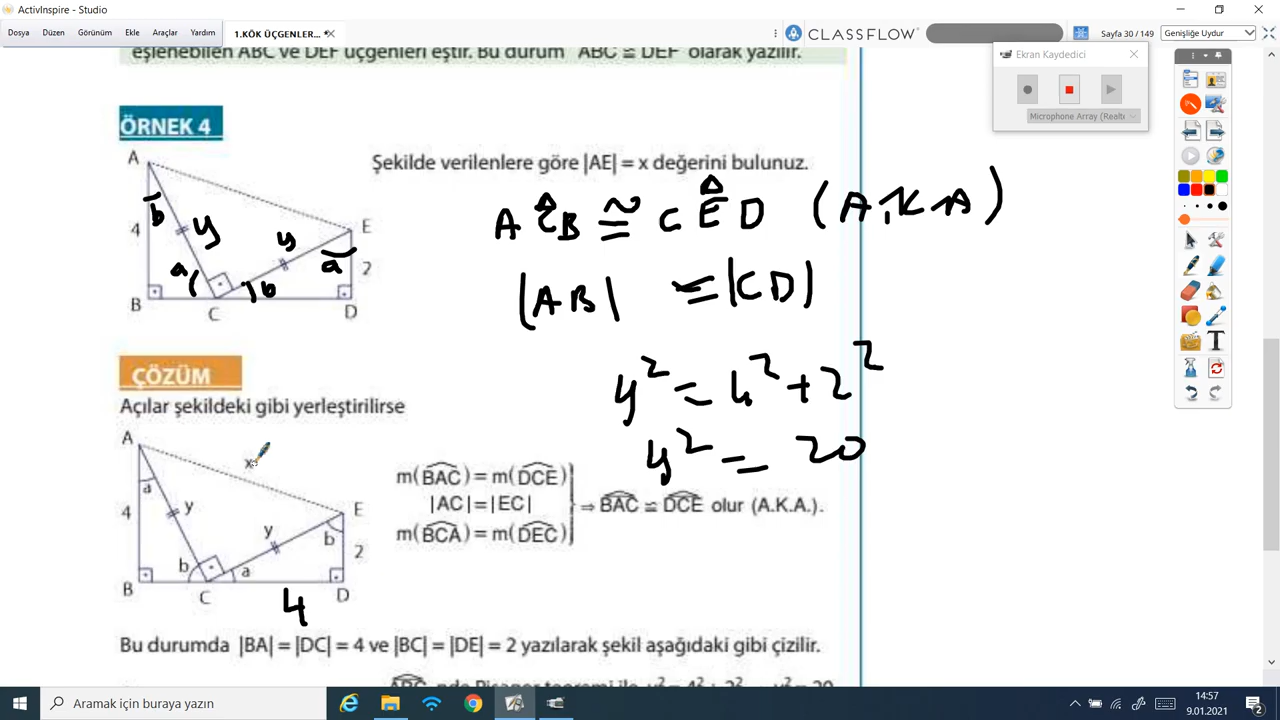 ActivInspire - Studio
Dosya Düzen Görünüm Ekle Araçlar Yardım
1.KÖK ÜÇGENLER...
CLASSFLOW
Sayfa 30 / 149
Genişliğine Uydur
Ekran Kaydedici
Microphone Array (Realt
eşlenebilen ABC ve DEF üçgenleri eştir. Bu durum ABC ≅ DEF olarak yazılır.
ÖRNEK 4
Şekilde verilenlere göre |AE| = x değerini bulunuz.
A
b
4
y
y
E
a
a
2
b
B
C
D
ACB ≅ CED (A.K.A)
|AB| = |CD|
y² = 4² + 2²
y² = 20
ÇÖZÜM
Açılar şekildeki gibi yerleştirilirse
A
x
a
4
y
y
E
b
2
b
a
B
C
D
4
m(BAC) = m(DCE)
|AC| = |EC|
m(BCA) = m(DEC)
⇒ BAC ≅ DCE olur (A.K.A.).
Bu durumda |BA| = |DC| = 4 ve |BC| = |DE| = 2 yazılarak şekil aşağıdaki gibi çizilir.
Aramak için buraya yazın
14:57
9.01.2021
2